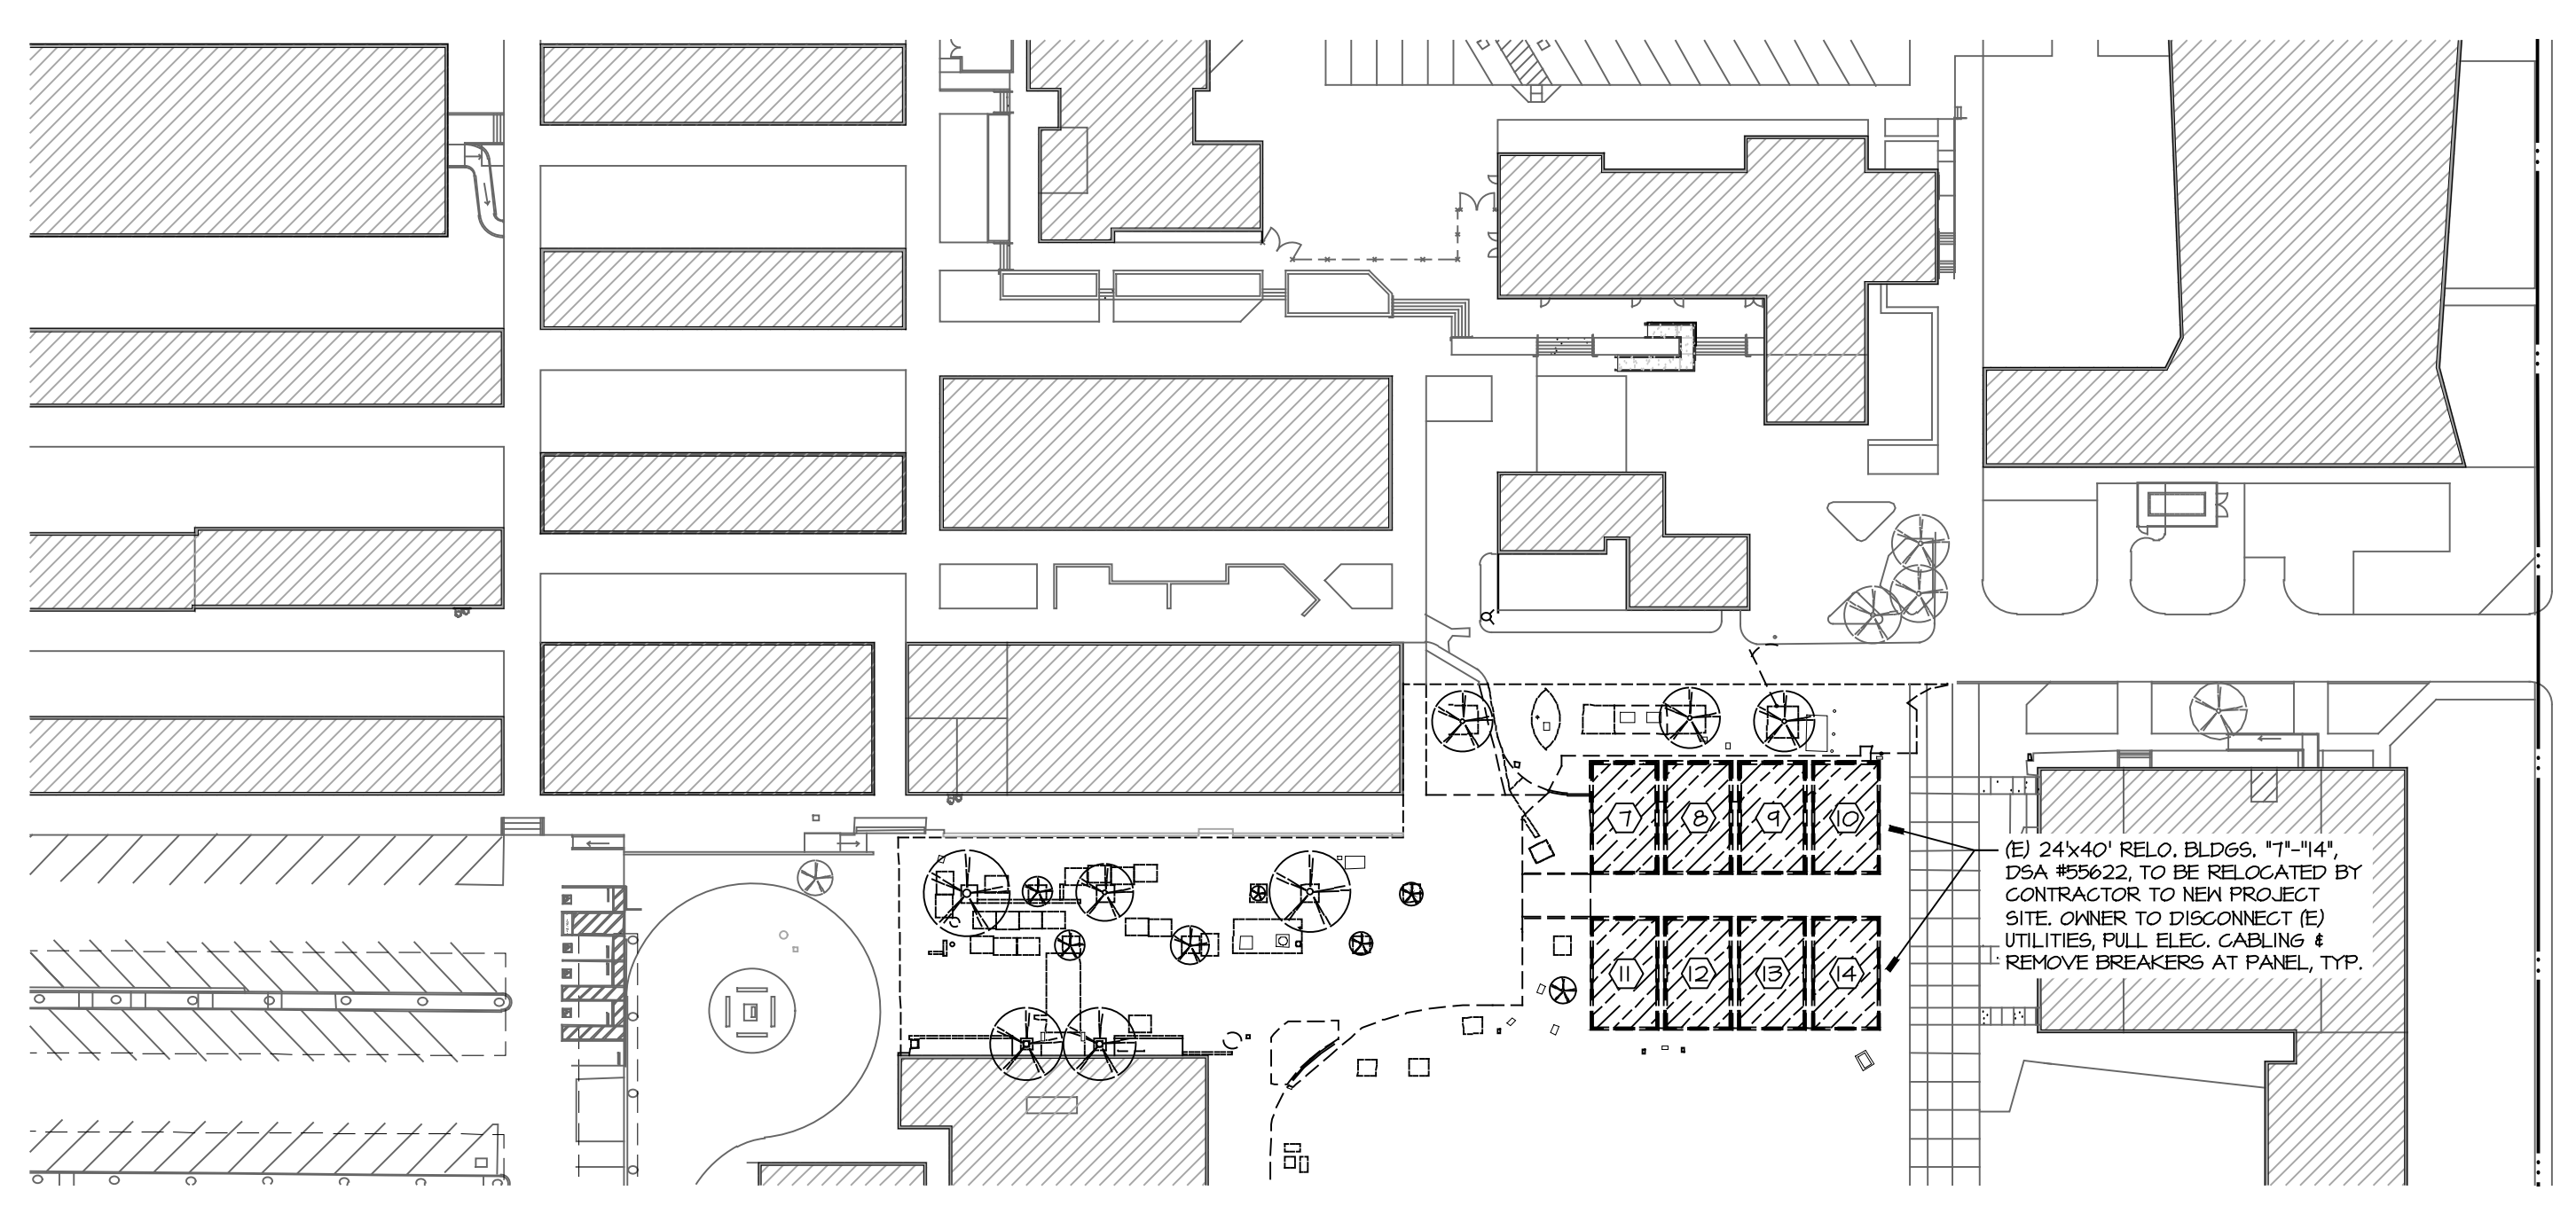 7 8 9 10
(E) 24'x40' RELO. BLDGS. "7"-"14",
DSA #55622, TO BE RELOCATED BY
CONTRACTOR TO NEW PROJECT
SITE. OWNER TO DISCONNECT (E)
UTILITIES, PULL ELEC. CABLING &
REMOVE BREAKERS AT PANEL, TYP.
11 12 13 14